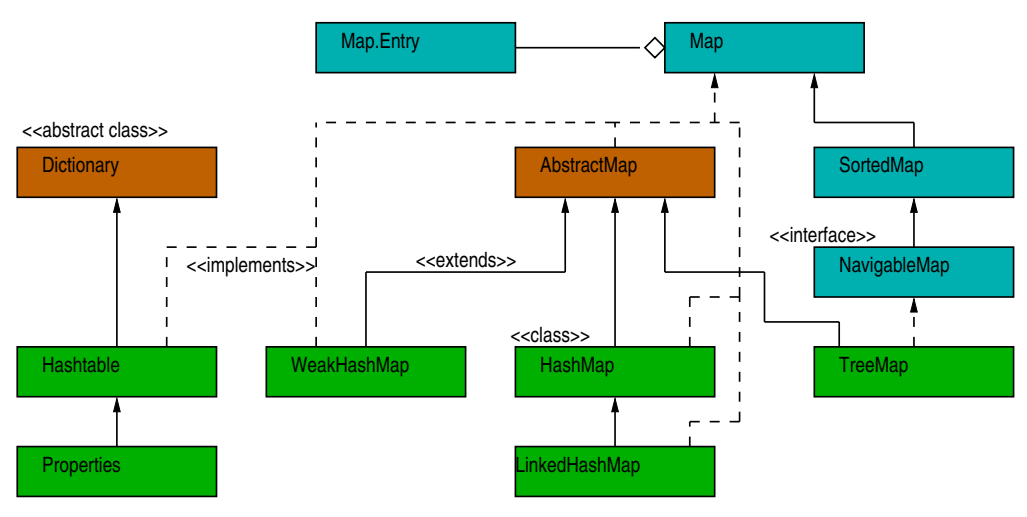 Map.Entry
Map
<<abstract class>>
Dictionary
AbstractMap
SortedMap
<<interface>>
<<implements>>
<<extends>>
NavigableMap
<<class>>
Hashtable
WeakHashMap
HashMap
TreeMap
Properties
LinkedHashMap